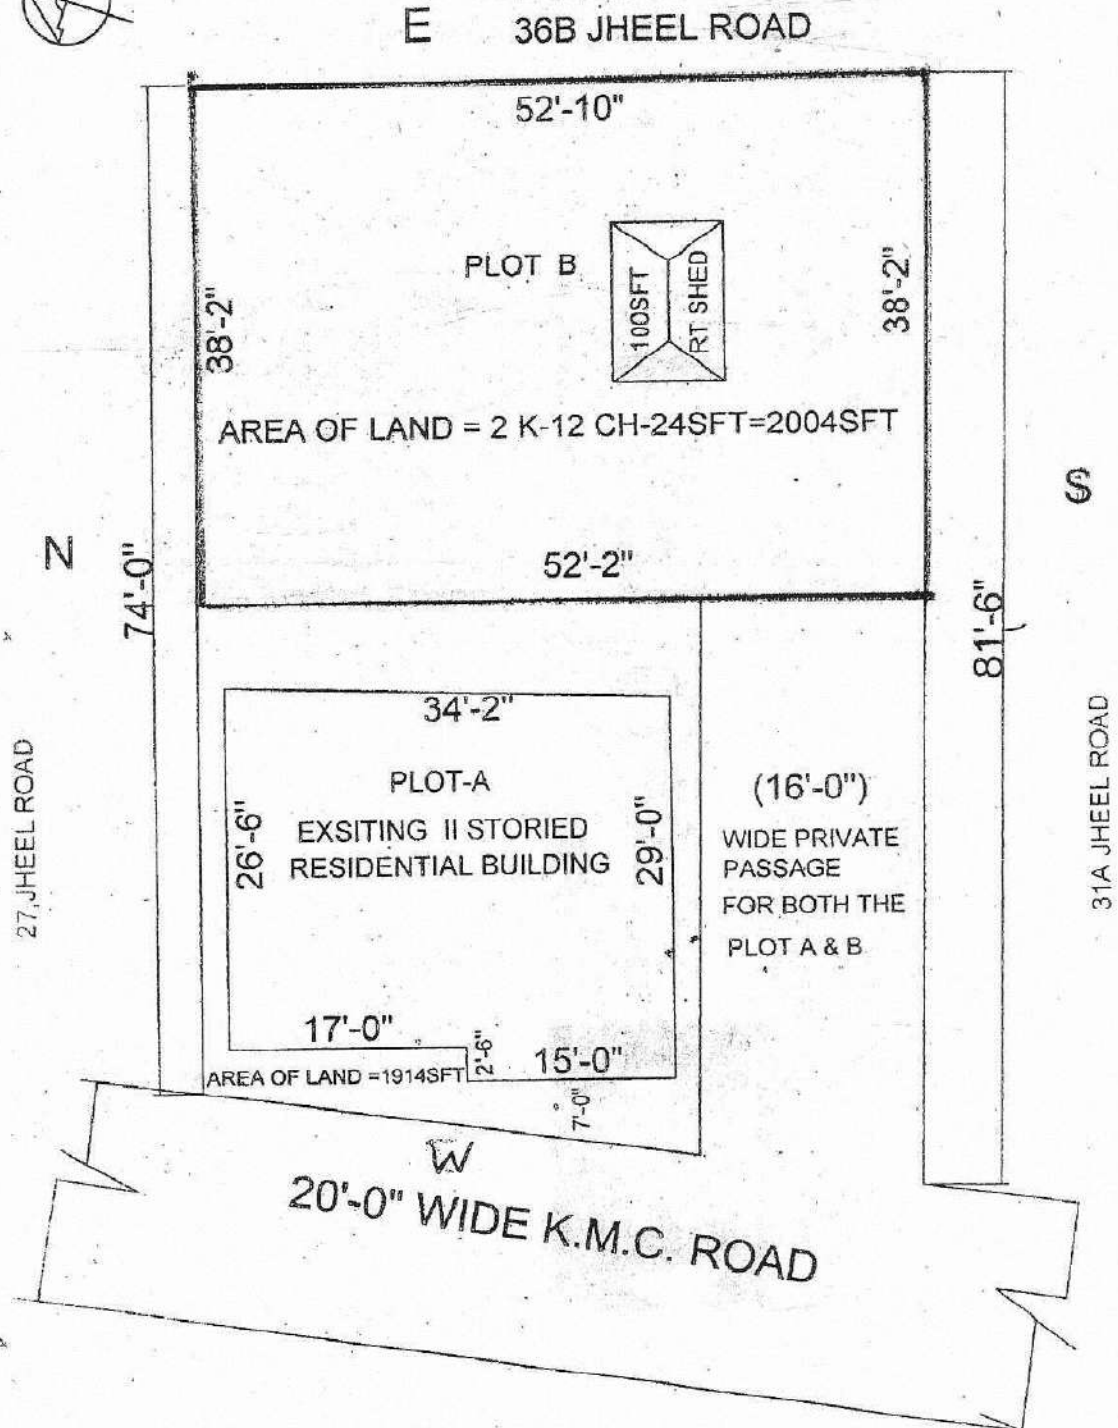 E 36B JHEEL ROAD
52'-10"
PLOT B
100SFT
RT SHED
38'-2"
38'-2"
AREA OF LAND = 2 K-12 CH-24SFT=2004SFT
S
N
52'-2"
74'-0"
81'-6"
34'-2"
27,JHEEL ROAD
PLOT-A
(16'-0")
31A JHEEL ROAD
26'-6"
EXSITING II STORIED
RESIDENTIAL BUILDING
29'-0"
WIDE PRIVATE
PASSAGE
FOR BOTH THE
PLOT A & B
17'-0"
2'-6"
15'-0"
AREA OF LAND =1914SFT
7'-0"
W
20'-0" WIDE K.M.C. ROAD